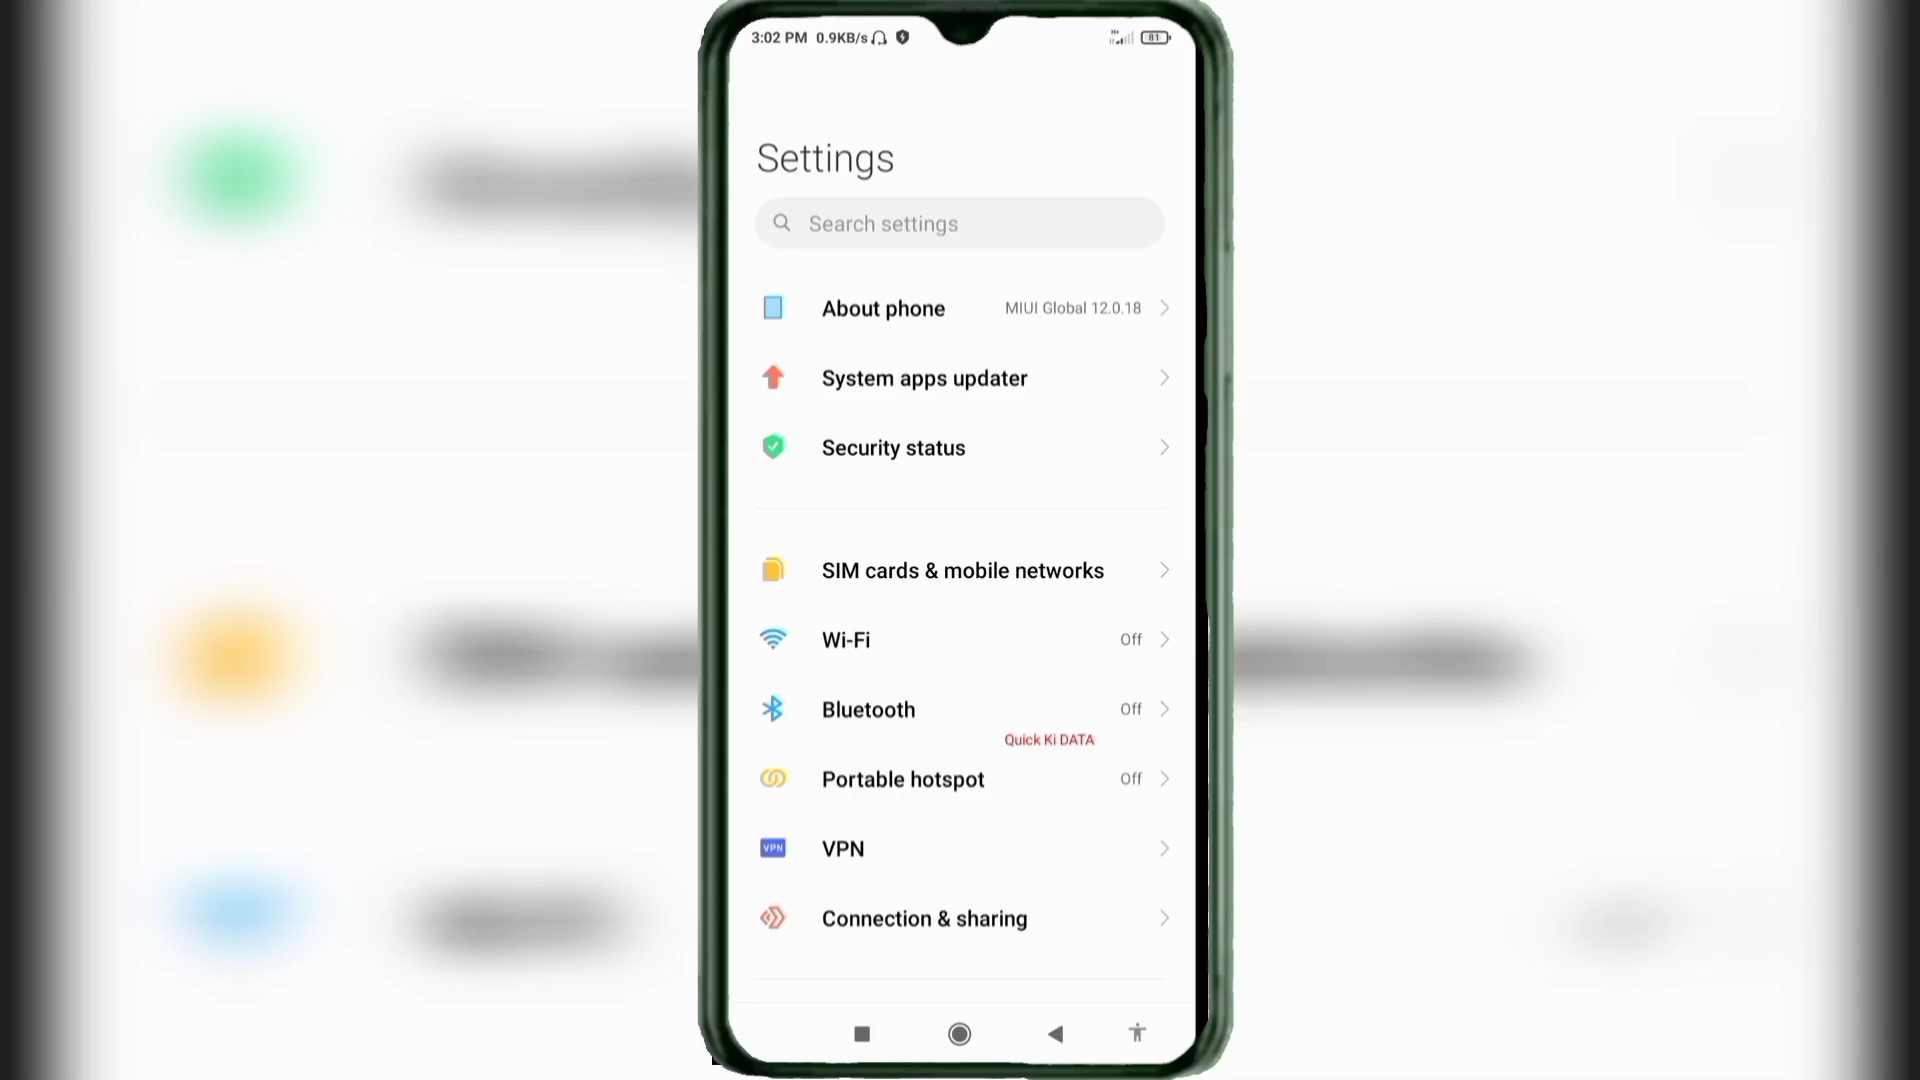 3:02 PM 0.9KB/s
81
Settings
Search settings
About phone MIUI Global 12.0.18
System apps updater
Security status
SIM cards & mobile networks
Wi-Fi Off
Bluetooth Off
Quick Ki DATA
Portable hotspot Off
VPN VPN
Connection & sharing